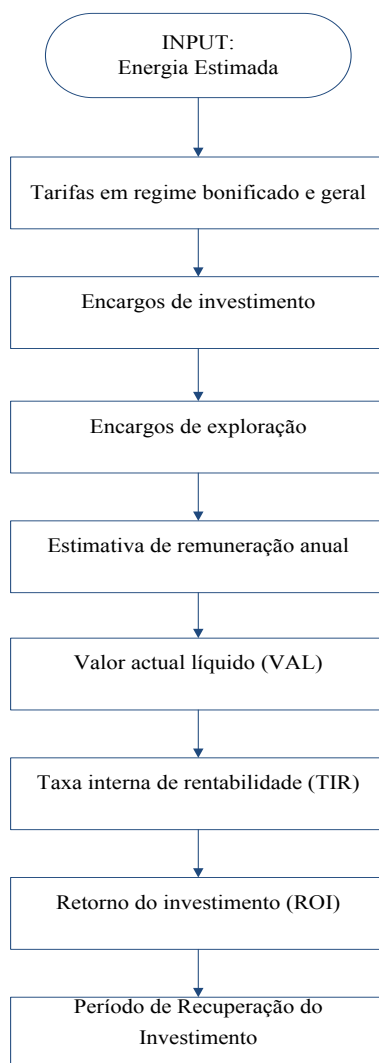 INPUT:
Energia Estimada
Tarifas em regime bonificado e geral
Encargos de investimento
Encargos de exploração
Estimativa de remuneração anual
Valor actual líquido (VAL)
Taxa interna de rentabilidade (TIR)
Retorno do investimento (ROI)
Período de Recuperação do
Investimento